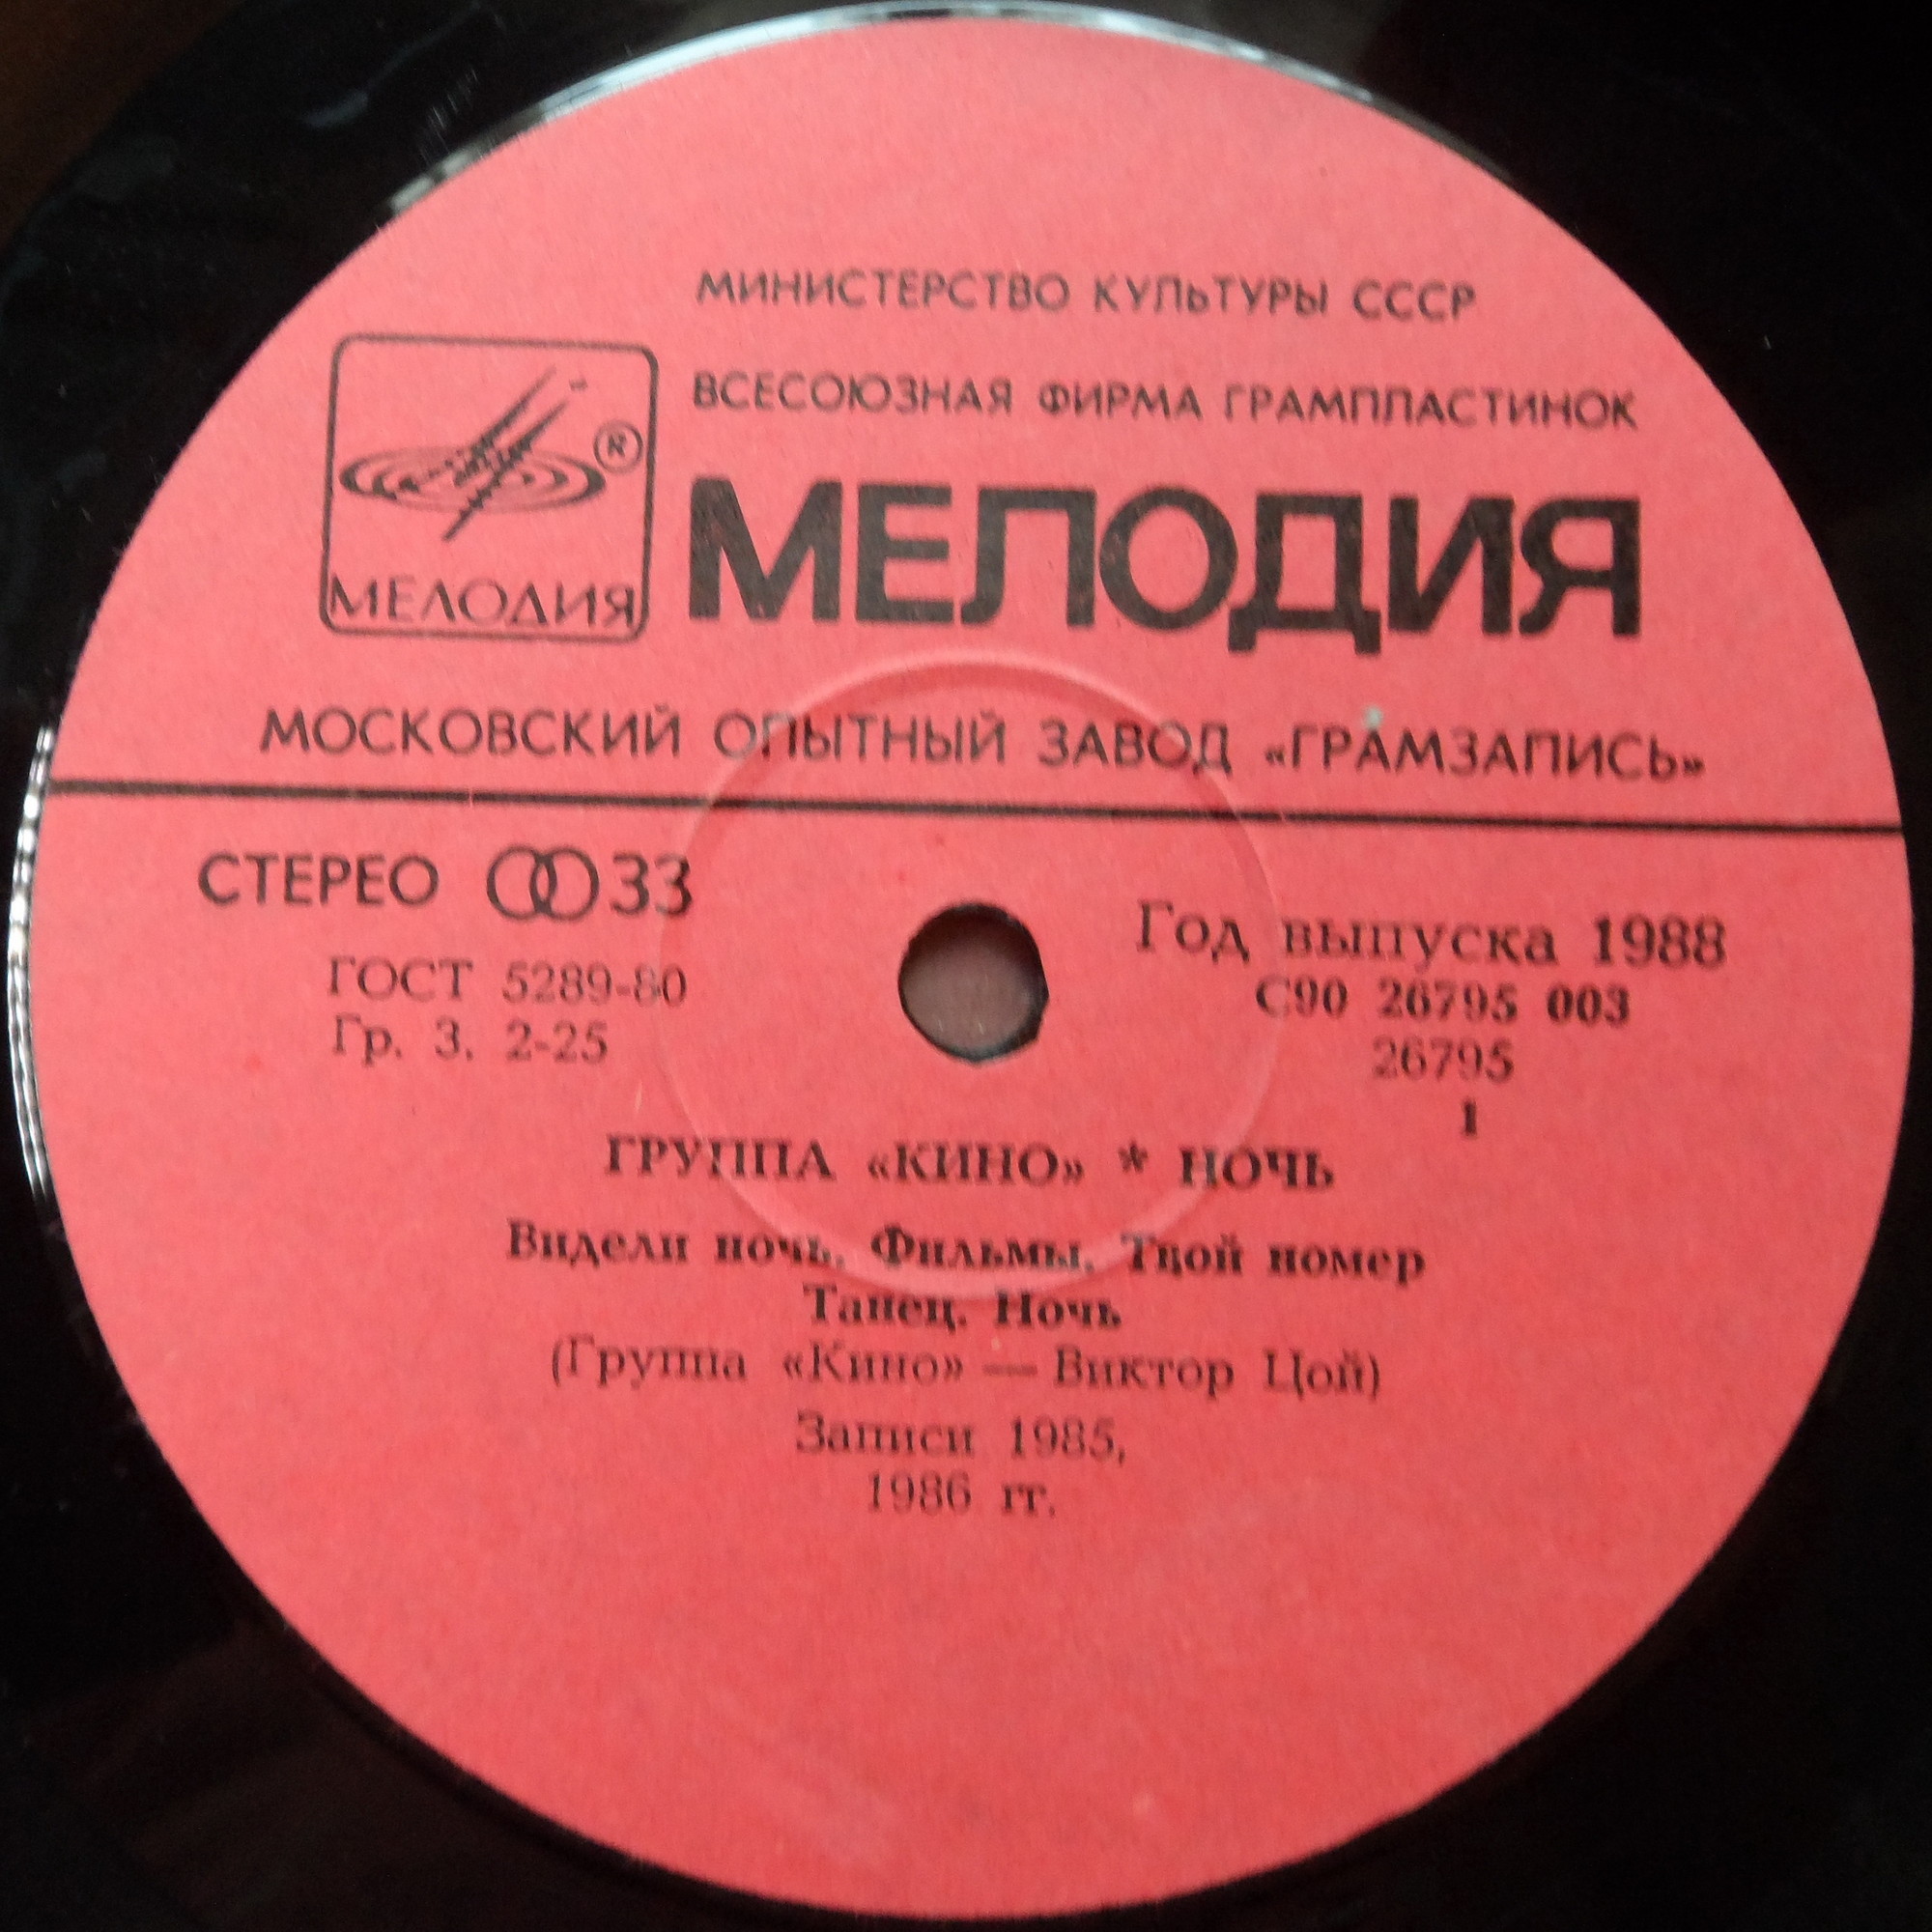 МИНИСТЕРСТВО КУЛЬТУРЫ СССР
ВСЕСОЮЗНАЯ ФИРМА ГРАМПЛАСТИНОК
®
МЕЛОДИЯ
МЕЛОДИЯ
МОСКОВСКИЙ ОПЫТНЫЙ ЗАВОД «ГРАМЗАПИСЬ»
СТЕРЕО 33
ГОСТ 5289-80
Гр. 3. 2-25
Год выпуска 1988
С90 26795 003
26795
1
ГРУППА «КИНО» * НОЧЬ
Видели ночь. Фильмы. Твой номер
Танец. Ночь
(Группа «Кино» — Виктор Цой)
Записи 1985,
1986 гг.